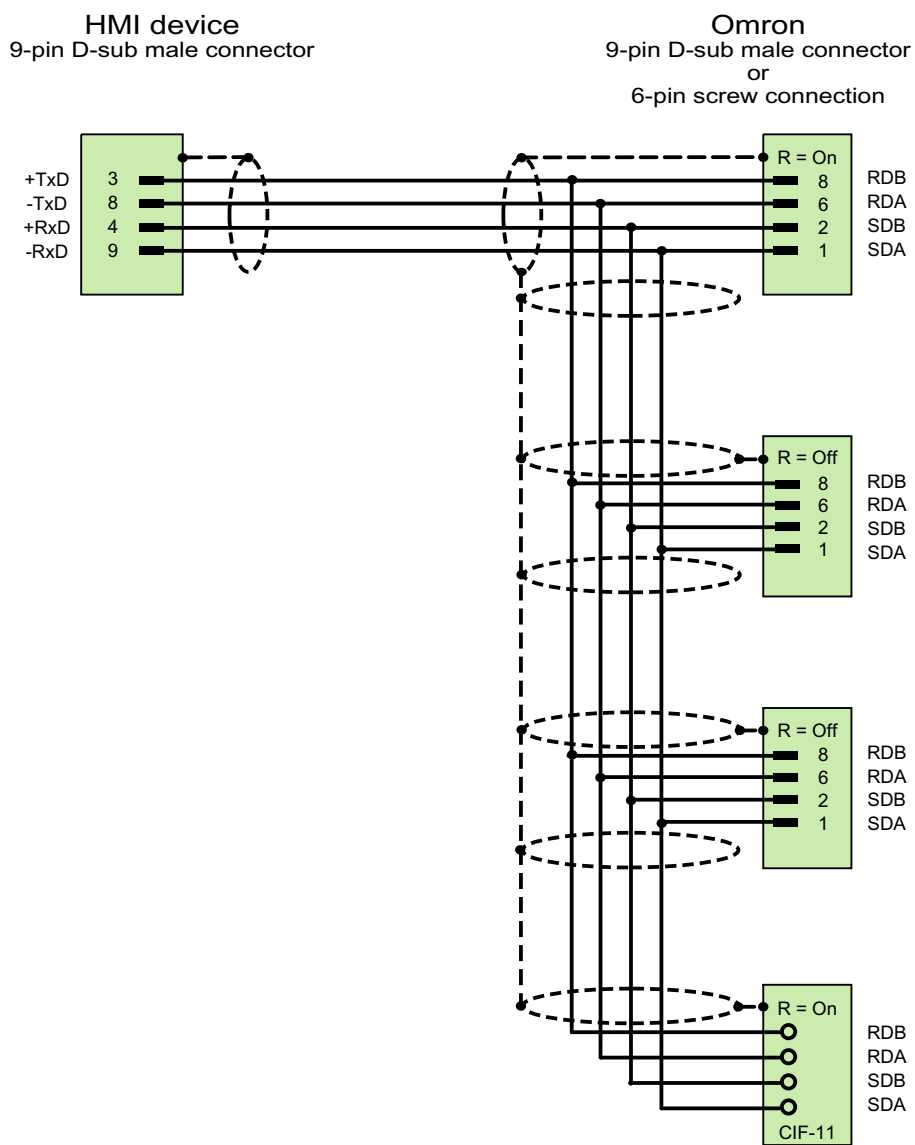 HMI device
9-pin D-sub male connector
Omron
9-pin D-sub male connector
or
6-pin screw connection
+TxD 3
-TxD 8
+RxD 4
-RxD 9
R = On
8 RDB
6 RDA
2 SDB
1 SDA
R = Off
8 RDB
6 RDA
2 SDB
1 SDA
R = Off
8 RDB
6 RDA
2 SDB
1 SDA
R = On
RDB
RDA
SDB
SDA
CIF-11